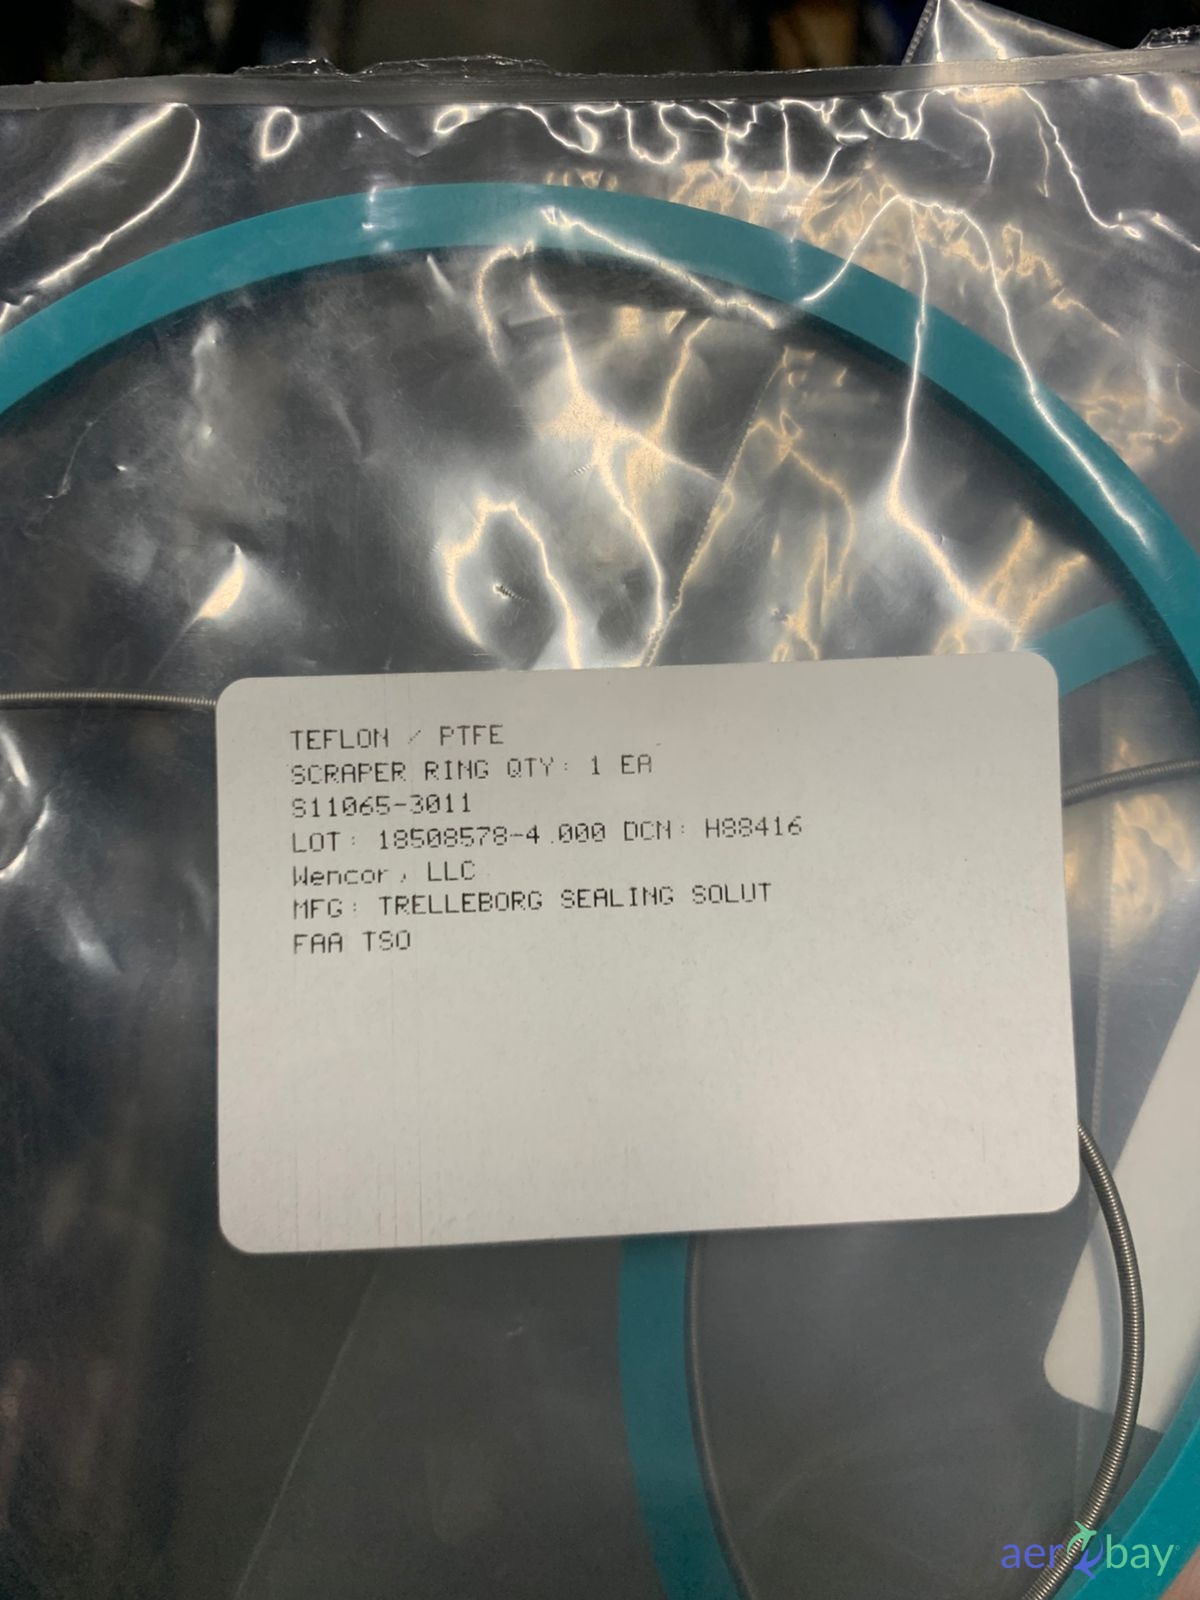 TEFLON / PTFE
SCRAPER RING QTY: 1 EA
S11065-3011
LOT: 18508578-4.000 DCN: H88416
Wencor, LLC
MFG: TRELLEBORG SEALING SOLUT
FAA TSO
aerobay